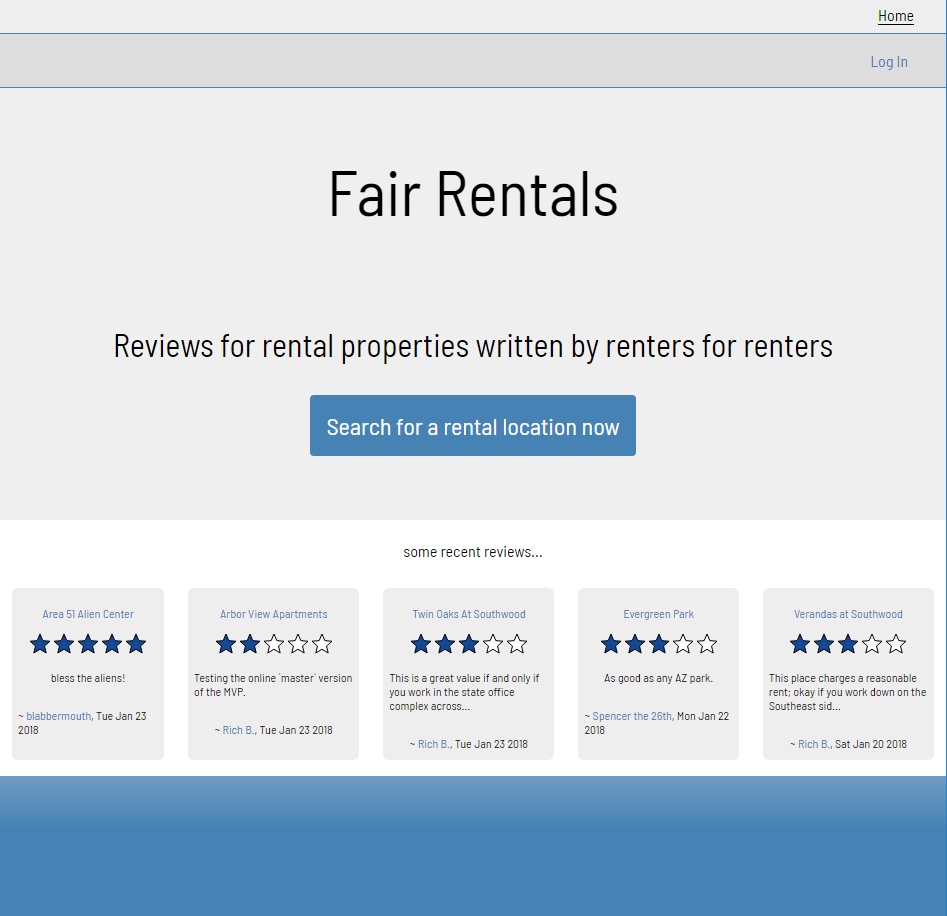 Home
Log In
Fair Rentals
Reviews for rental properties written by renters for renters
Search for a rental location now
some recent reviews...
Area 51 Alien Center
bless the aliens!
~ blabbermouth, Tue Jan 23
2018
Arbor View Apartments
Testing the online `master` version
of the MVP.
~ Rich B., Tue Jan 23 2018
Twin Oaks At Southwood
This is a great value if and only if
you work in the state office
complex across...
~ Rich B., Tue Jan 23 2018
Evergreen Park
As good as any AZ park.
~ Spencer the 26th, Mon Jan 22
2018
Verandas at Southwood
This place charges a reasonable
rent; okay if you work down on the
Southeast sid...
~ Rich B., Sat Jan 20 2018